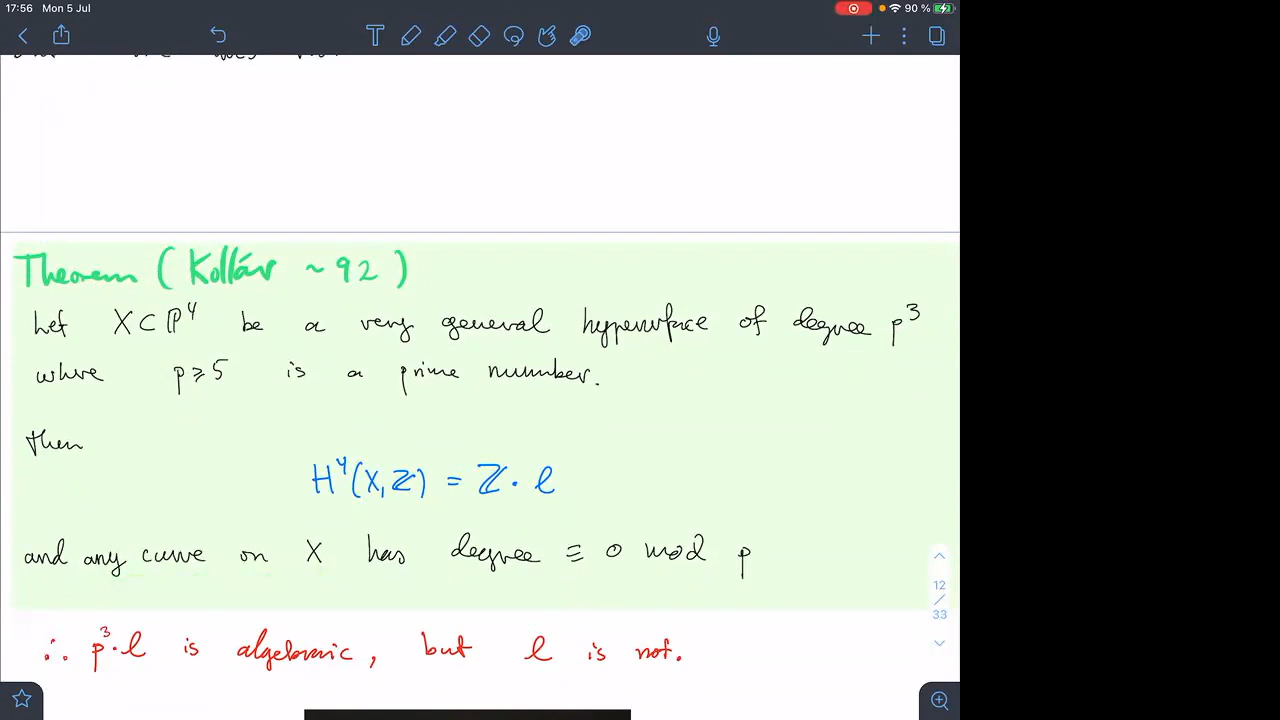 17:56 Mon 5 Jul
90 %
Theorem (Kollár ~92)
Let X ⊂ ℙ⁴ be a very general hypersurface of degree p³
where p ⩾ 5 is a prime number.
Then
H⁴(X, ℤ) = ℤ · l
and any curve on X has degree ≡ 0 mod p
∴ p³·l is algebraic, but l is not.
12
/
33